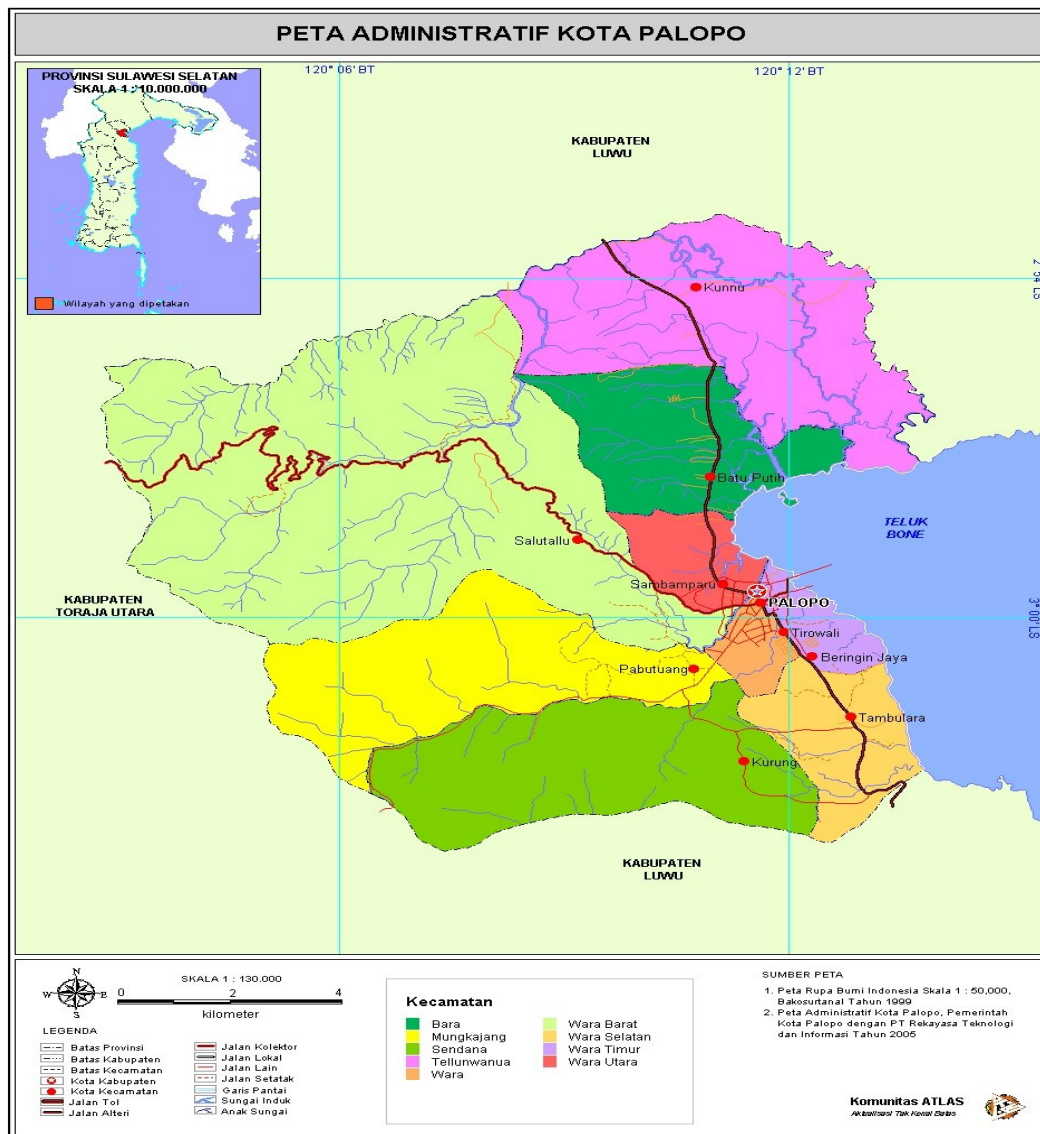 PETA ADMINISTRATIF KOTA PALOPO
PROVINSI SULAWESI SELATAN
SKALA 1 : 10.000.000
Wilayah yang dipetakan
120° 06' BT
120° 12' BT
KABUPATEN
LUWU
Kunnu
Batu Putih
TELUK
BONE
Salutallu
Sambamparu
KABUPATEN
TORAJA UTARA
PALOPO
3° 00' LS
Tirowali
Beringin Jaya
Pabutuang
Tambulara
Kurung
KABUPATEN
LUWU
N
W
E
S
SKALA 1 : 130.000
0 2 4
kilometer
LEGENDA
Batas Provinsi
Batas Kabupaten
Batas Kecamatan
Kota Kabupaten
Kota Kecamatan
Jalan Tol
Jalan Alteri
Jalan Kolektor
Jalan Lokal
Jalan Lain
Jalan Setatak
Garis Pantai
Sungai Induk
Anak Sungai
Kecamatan
Bara
Mungkajang
Sendana
Tellunwanua
Wara
Wara Barat
Wara Selatan
Wara Timur
Wara Utara
SUMBER PETA
1. Peta Rupa Bumi Indonesia Skala 1 : 50,000,
Bakosurtanal Tahun 1999
2. Peta Administratif Kota Palopo, Pemerintah
Kota Palopo dengan PT Rekayasa Teknologi
dan Informasi Tahun 2005
Komunitas ATLAS
Aktualisasi Tak Kenal Batas